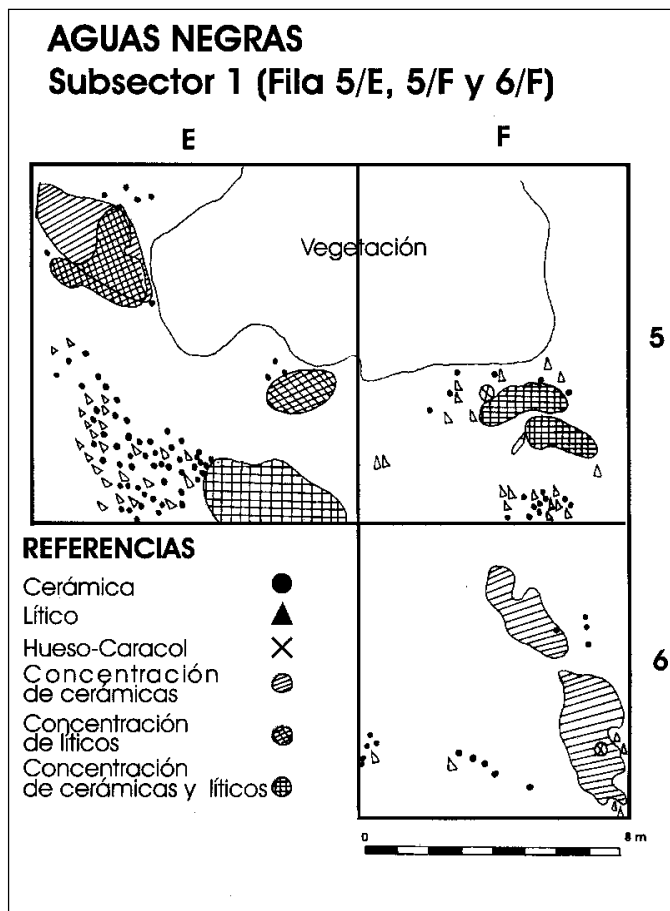 AGUAS NEGRAS
Subsector 1 (Fila 5/E, 5/F y 6/F)
E F
Vegetación
5
REFERENCIAS
Cerámica
Lítico
Hueso-Caracol
Concentración
de cerámicas
Concentración
de líticos
Concentración
de cerámicas y líticos
6
0 8 m